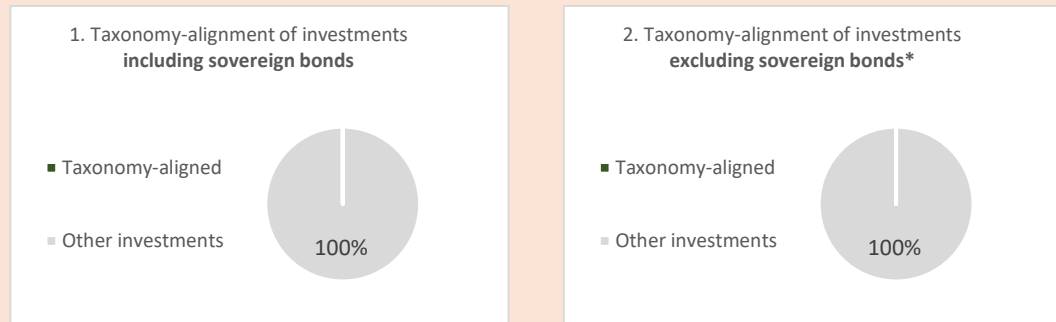 1. Taxonomy-alignment of investments
including sovereign bonds
Taxonomy-aligned
Other investments
100%
2. Taxonomy-alignment of investments
excluding sovereign bonds*
Taxonomy-aligned
Other investments
100%